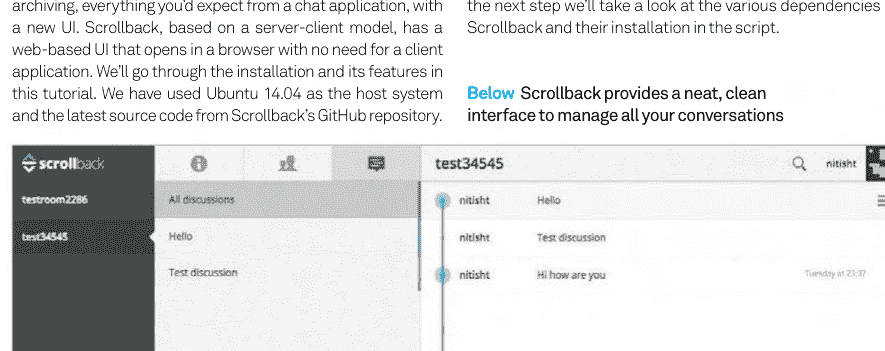 archiving, everything you'd expect from a chat application, with
a new UI. Scrollback, based on a server-client model, has a
web-based UI that opens in a browser with no need for a client
application. We'll go through the installation and its features in
this tutorial. We have used Ubuntu 14.04 as the host system
and the latest source code from Scrollback's GitHub repository.
the next step we'll take a look at the various dependencies
Scrollback and their installation in the script.
Below Scrollback provides a neat, clean
interface to manage all your conversations
scrollback
testroom2286
test34545
All discussions
Hello
Test discussion
test34545
nitisht
nitisht Hello
nitisht Test discussion
nitisht Hi how are you
Tuesday at 23:37